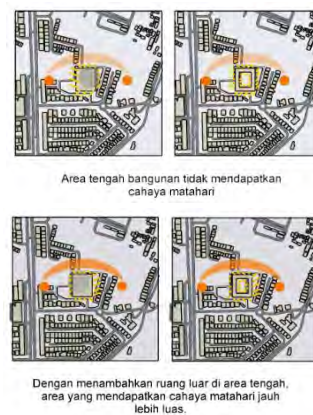 Area tengah bangunan tidak mendapatkan
cahaya matahari
Dengan menambahkan ruang luar di area tengah,
area yang mendapatkan cahaya matahari jauh
lebih luas.